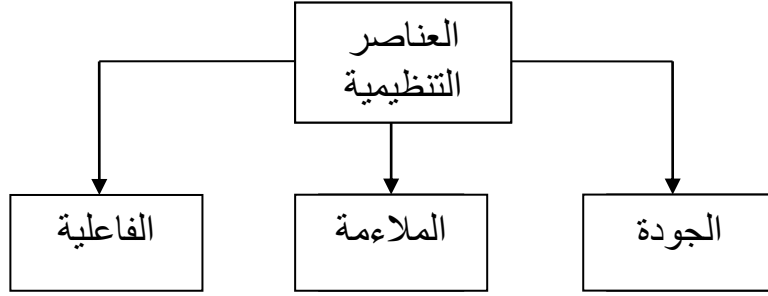 العناصر
التنظيمية
الجودة
الملاءمة
الفاعلية